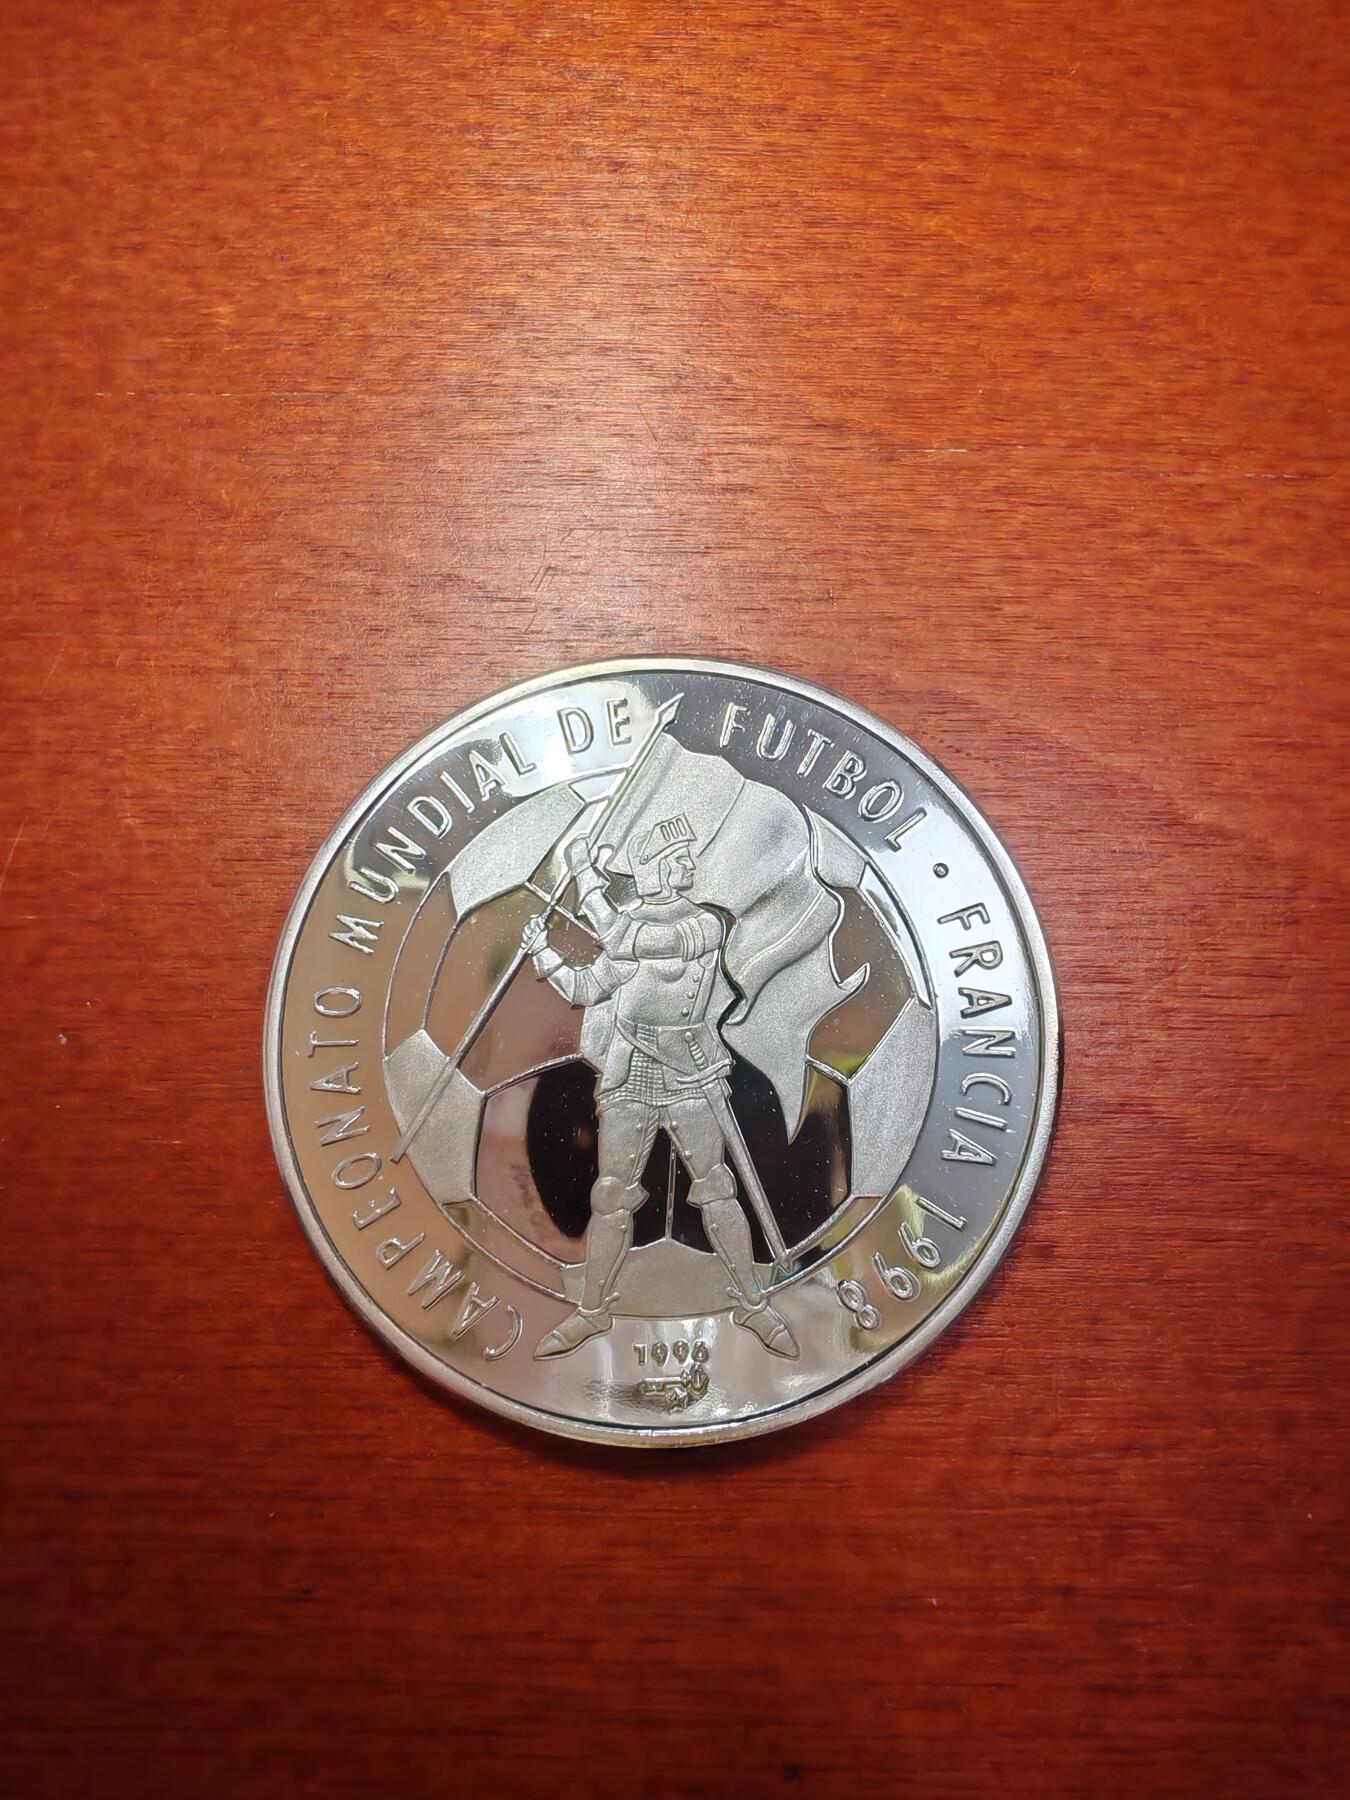 CAMPEONATO MUNDIAL DE FUTBOL • FRANCIA 1998
1996